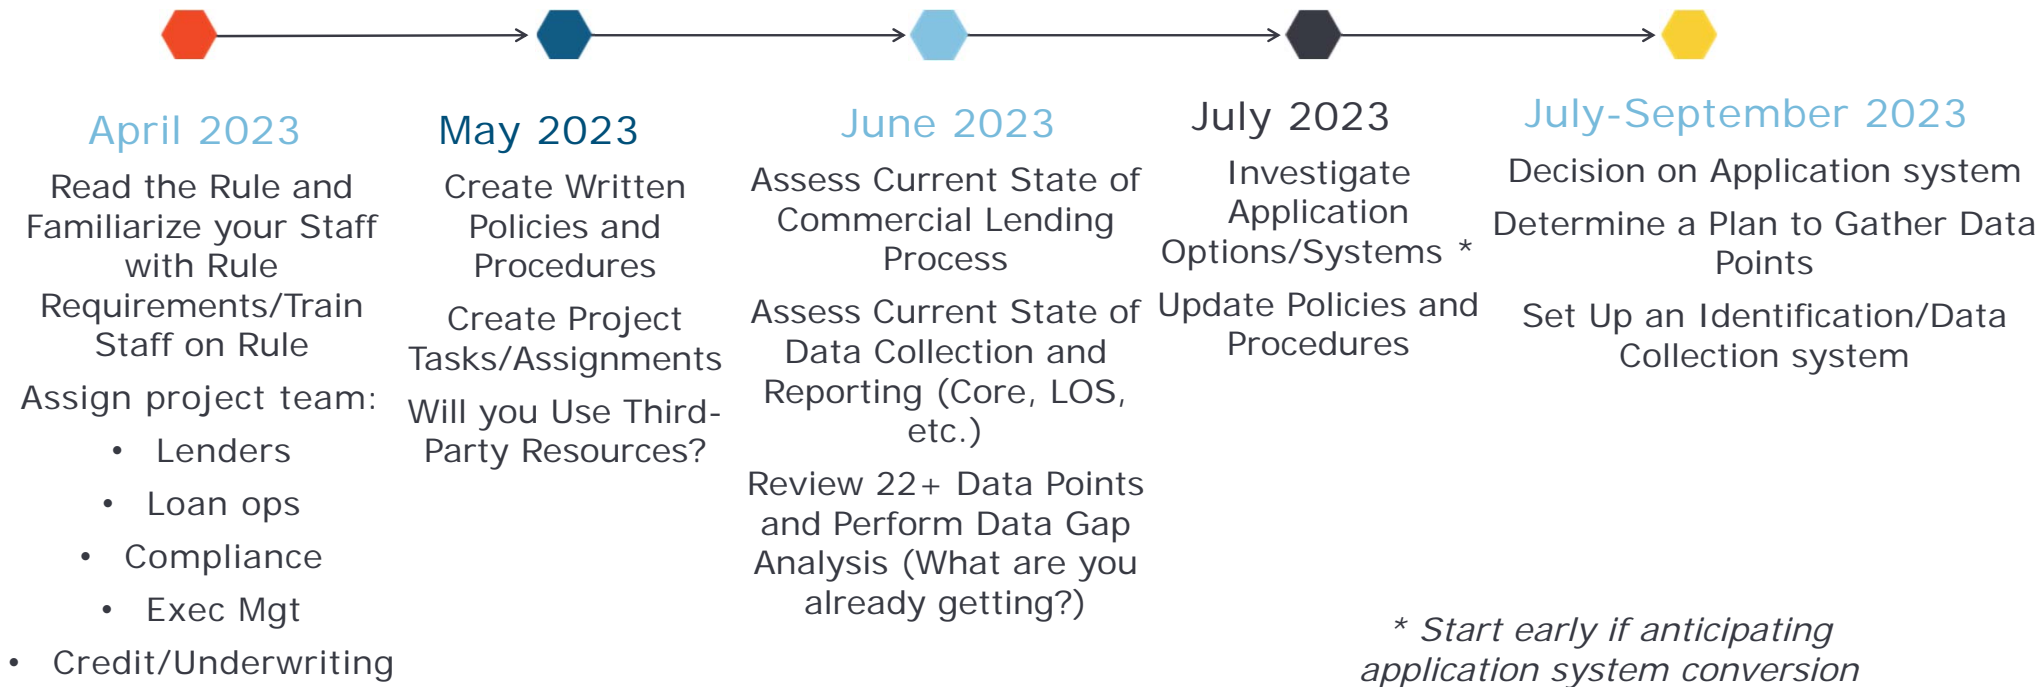 April 2023
Read the Rule and
Familiarize your Staff
with Rule
Requirements/Train
Staff on Rule
Assign project team:
• Lenders
• Loan ops
• Compliance
• Exec Mgt
• Credit/Underwriting
May 2023
Create Written
Policies and
Procedures
Create Project
Tasks/Assignments
Will you Use Third-
Party Resources?
June 2023
Assess Current State of
Commercial Lending
Process
Assess Current State of
Data Collection and
Reporting (Core, LOS,
etc.)
Review 22+ Data Points
and Perform Data Gap
Analysis (What are you
already getting?)
July 2023
Investigate
Application
Options/Systems *
Update Policies and
Procedures
July-September 2023
Decision on Application system
Determine a Plan to Gather Data
Points
Set Up an Identification/Data
Collection system
* Start early if anticipating
application system conversion